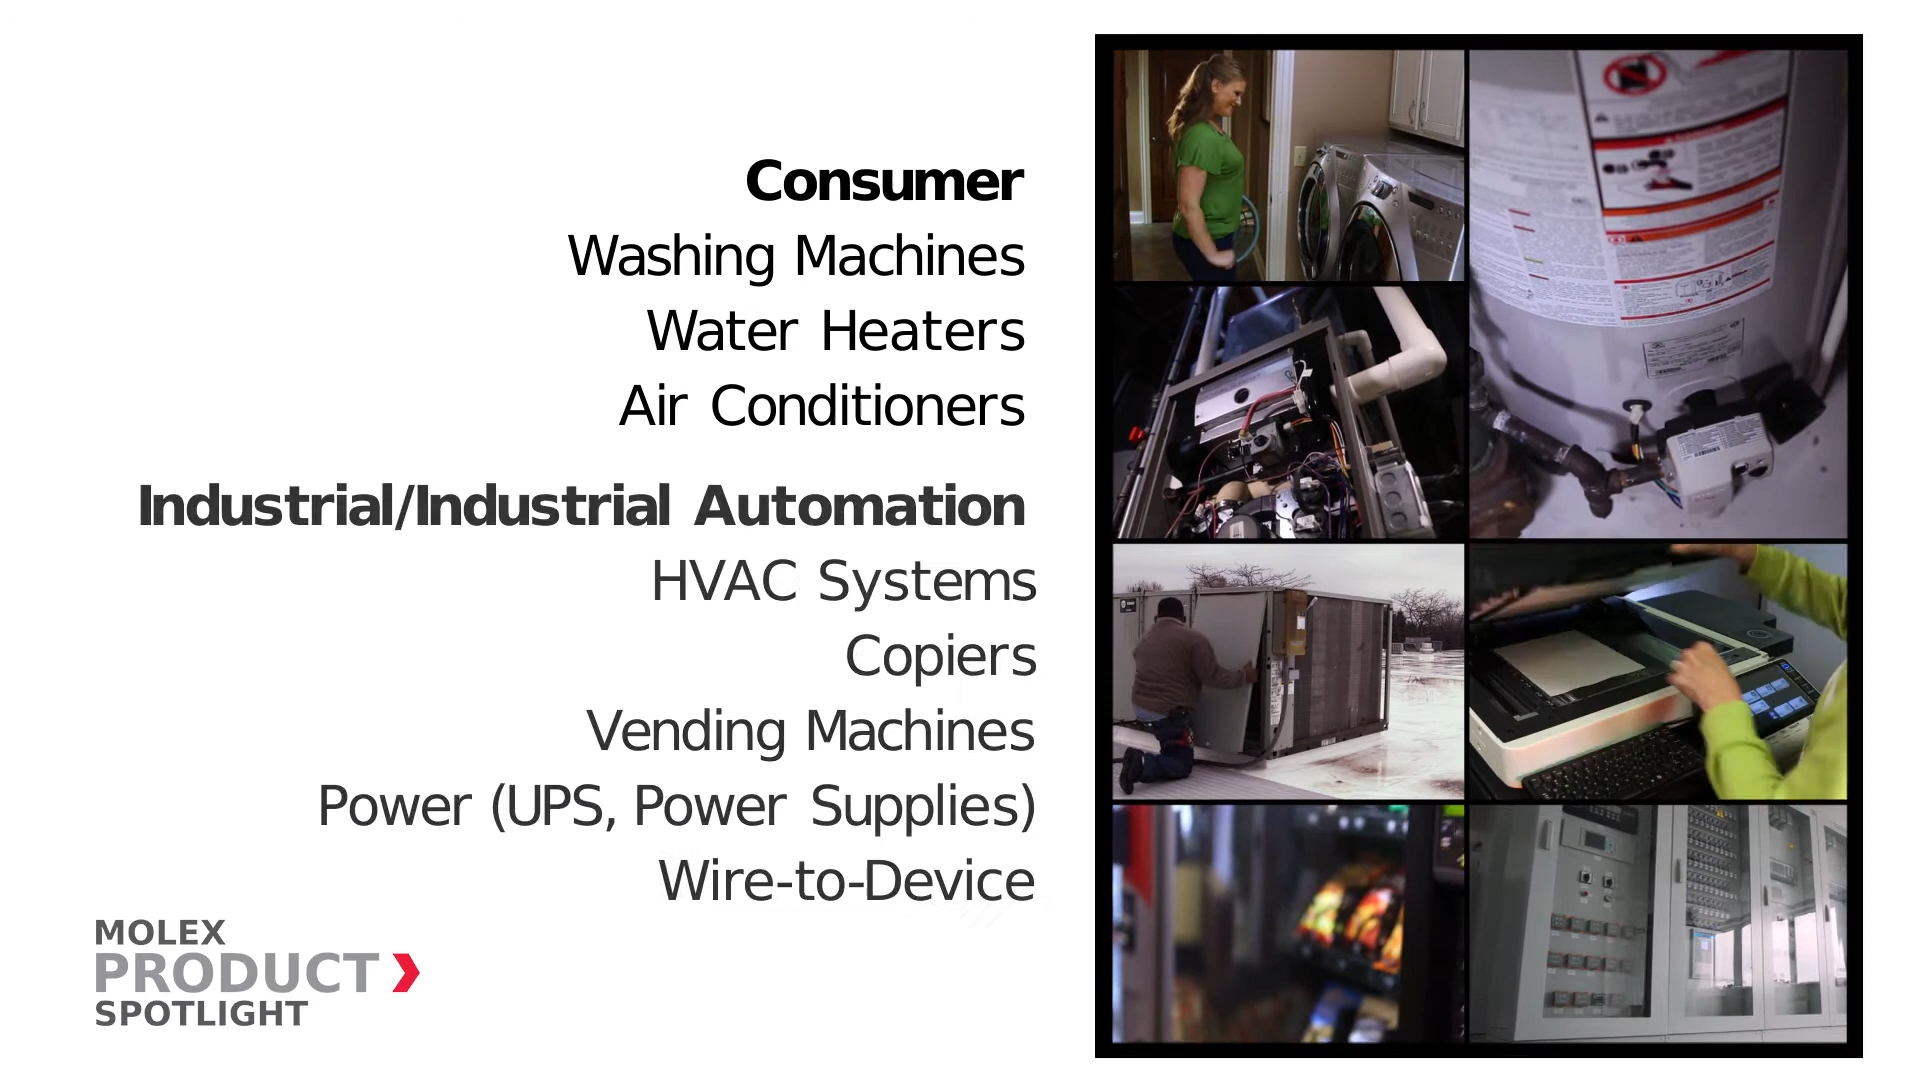 Consumer
Washing Machines
Water Heaters
Air Conditioners
Industrial/Industrial Automation
HVAC Systems
Copiers
Vending Machines
Power (UPS, Power Supplies)
Wire-to-Device
MOLEX
PRODUCT
SPOTLIGHT